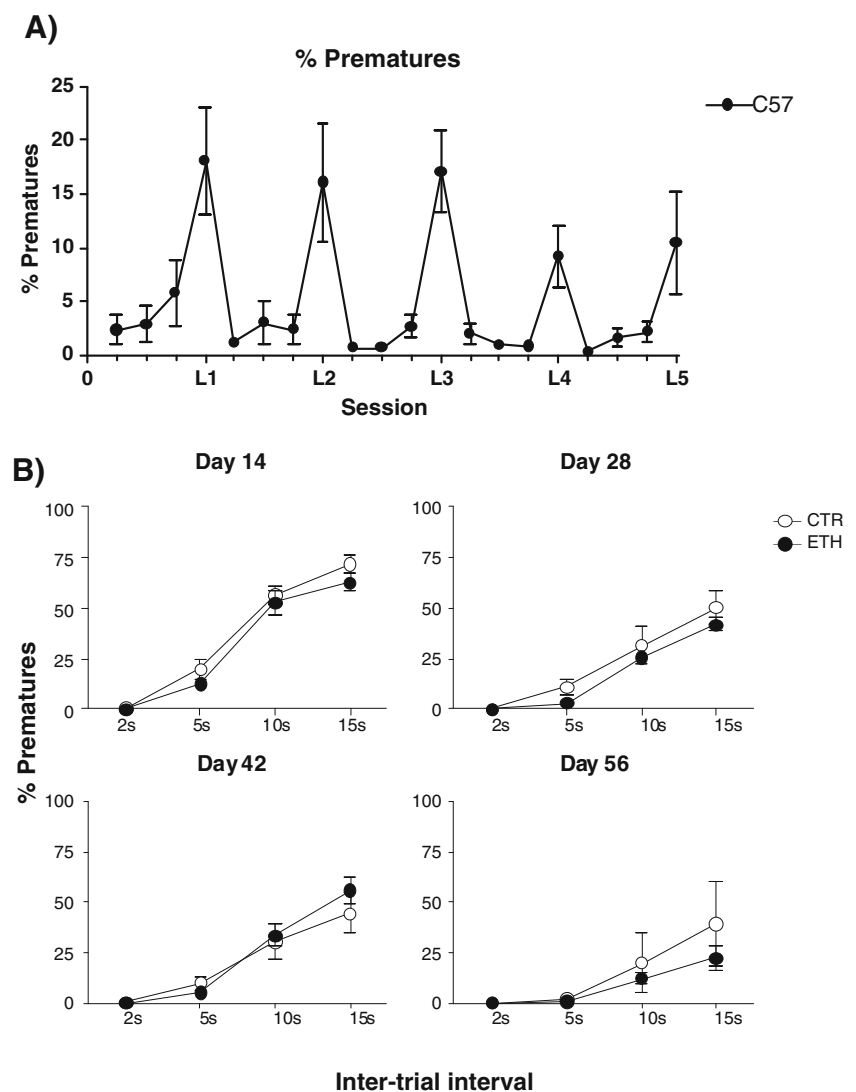 A)
% Prematures
25
20
15
10
5
0
% Prematures
0 L1 L2 L3 L4 L5
Session
C57
B)
Day 14
100
75
50
25
0
2s 5s 10s 15s
Day 28
100
75
50
25
0
2s 5s 10s 15s
CTR
ETH
% Prematures
Day 42
100
75
50
25
0
2s 5s 10s 15s
Day 56
100
75
50
25
0
2s 5s 10s 15s
Inter-trial interval